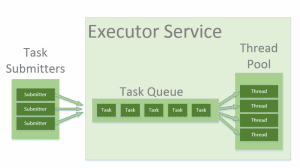 Executor Service
Task
Submitters
Submitter
Submitter
Submitter
Task Queue
Task Task Task Task Task
Thread
Pool
Thread
Thread
Thread
Thread